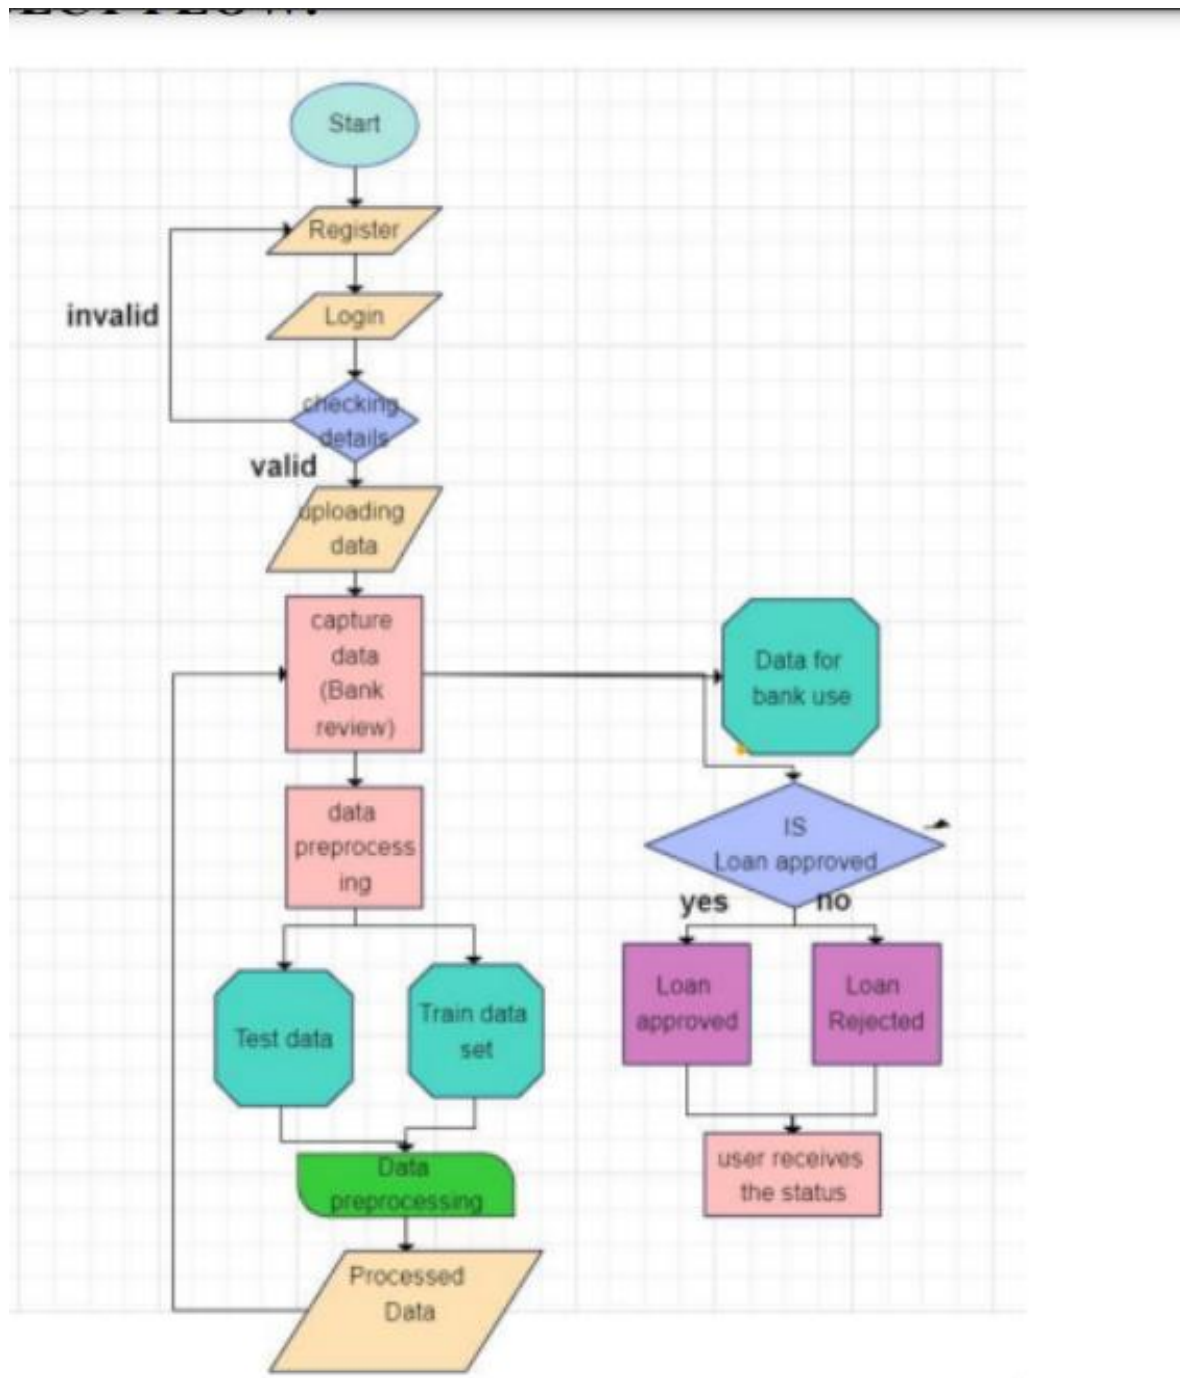 Start
Register
invalid
Login
checking
details
valid
uploading
data
capture
data
(Bank
review)
Data for
bank use
data
preprocess
ing
IS
Loan approved
yes
no
Test data
Train data
set
Loan
approved
Loan
Rejected
Data
preprocessing
user receives
the status
Processed
Data